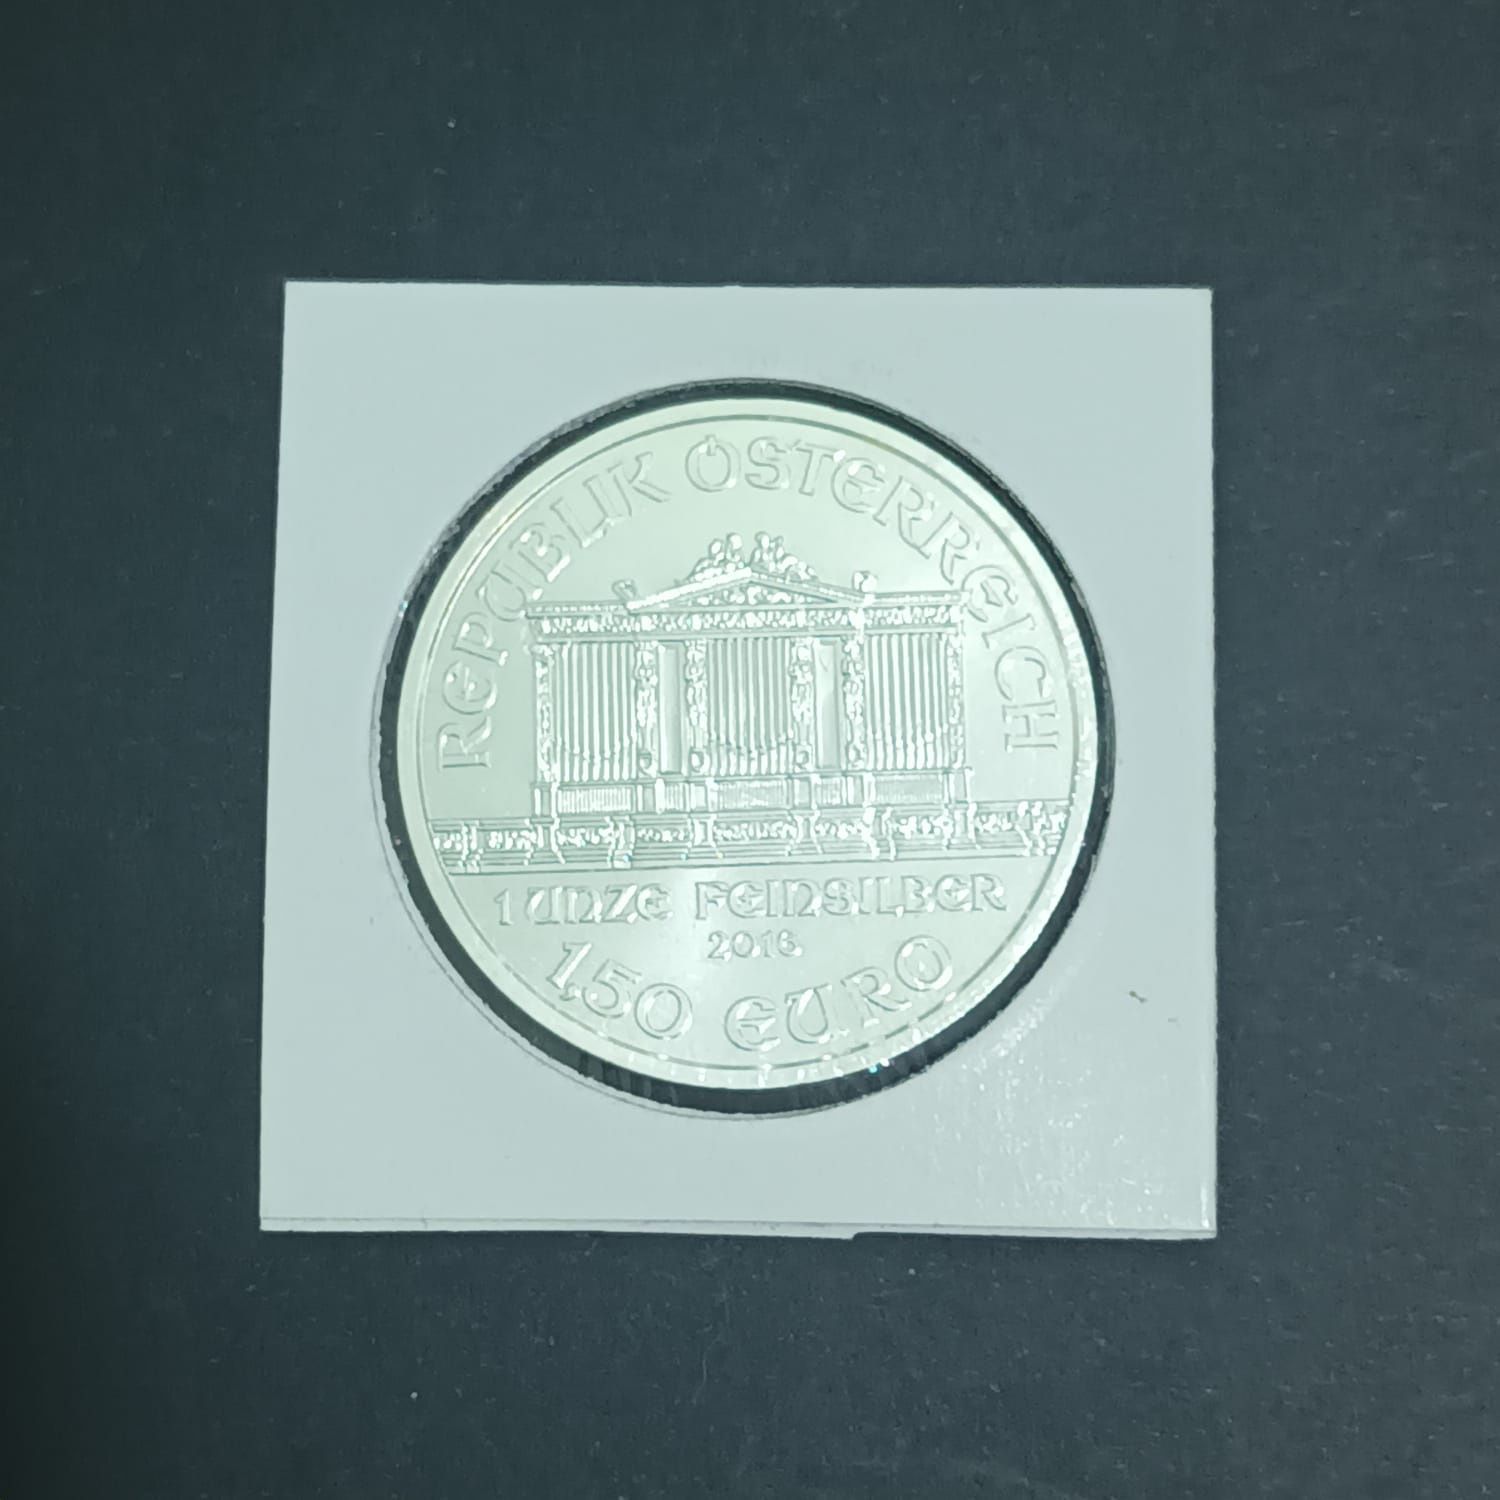 REPUBLIK ÖSTERREICH
1 UNZE FEINSILBER
2016
1,50 EURO